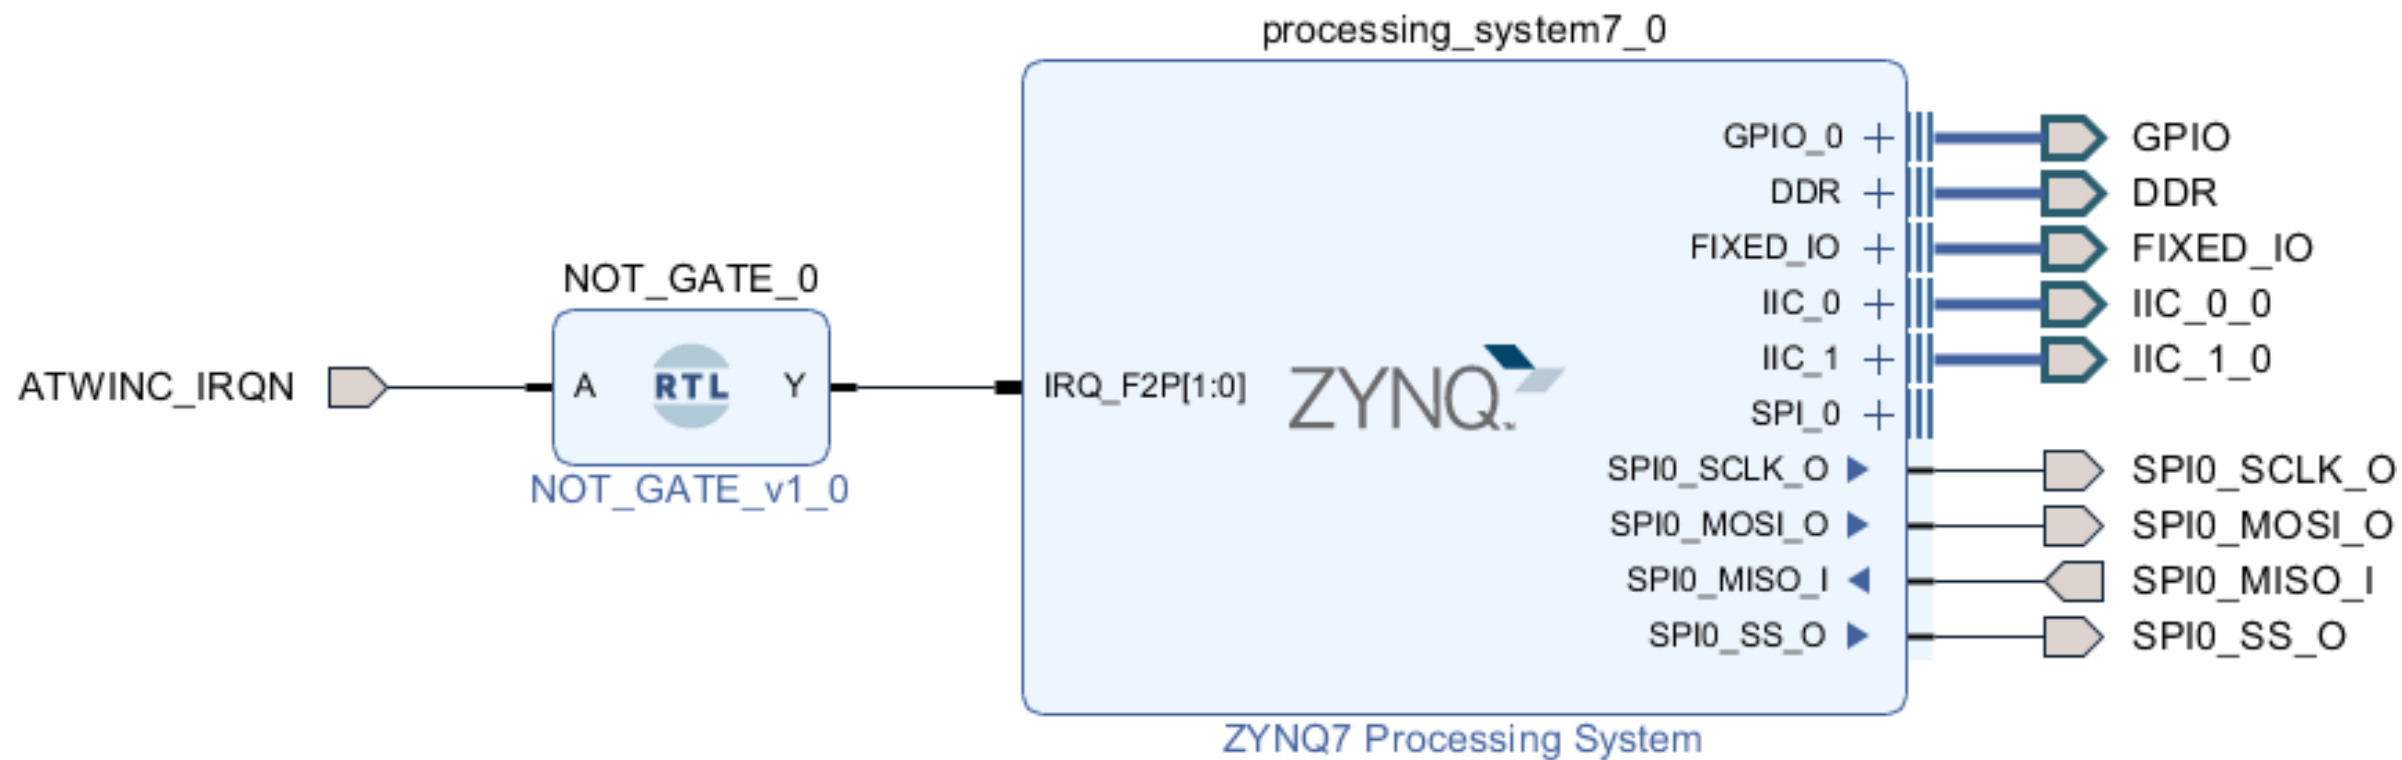 processing_system7_0
GPIO_0 GPIO
DDR DDR
FIXED_IO FIXED_IO
NOT_GATE_0
IIC_0 IIC_0_0
IIC_1 IIC_1_0
ATWINC_IRQN A RTL Y IRQ_F2P[1:0] ZYNQ™
SPI_0
SPI0_SCLK_O SPI0_SCLK_O
NOT_GATE_v1_0
SPI0_MOSI_O SPI0_MOSI_O
SPI0_MISO_I SPI0_MISO_I
SPI0_SS_O SPI0_SS_O
ZYNQ7 Processing System